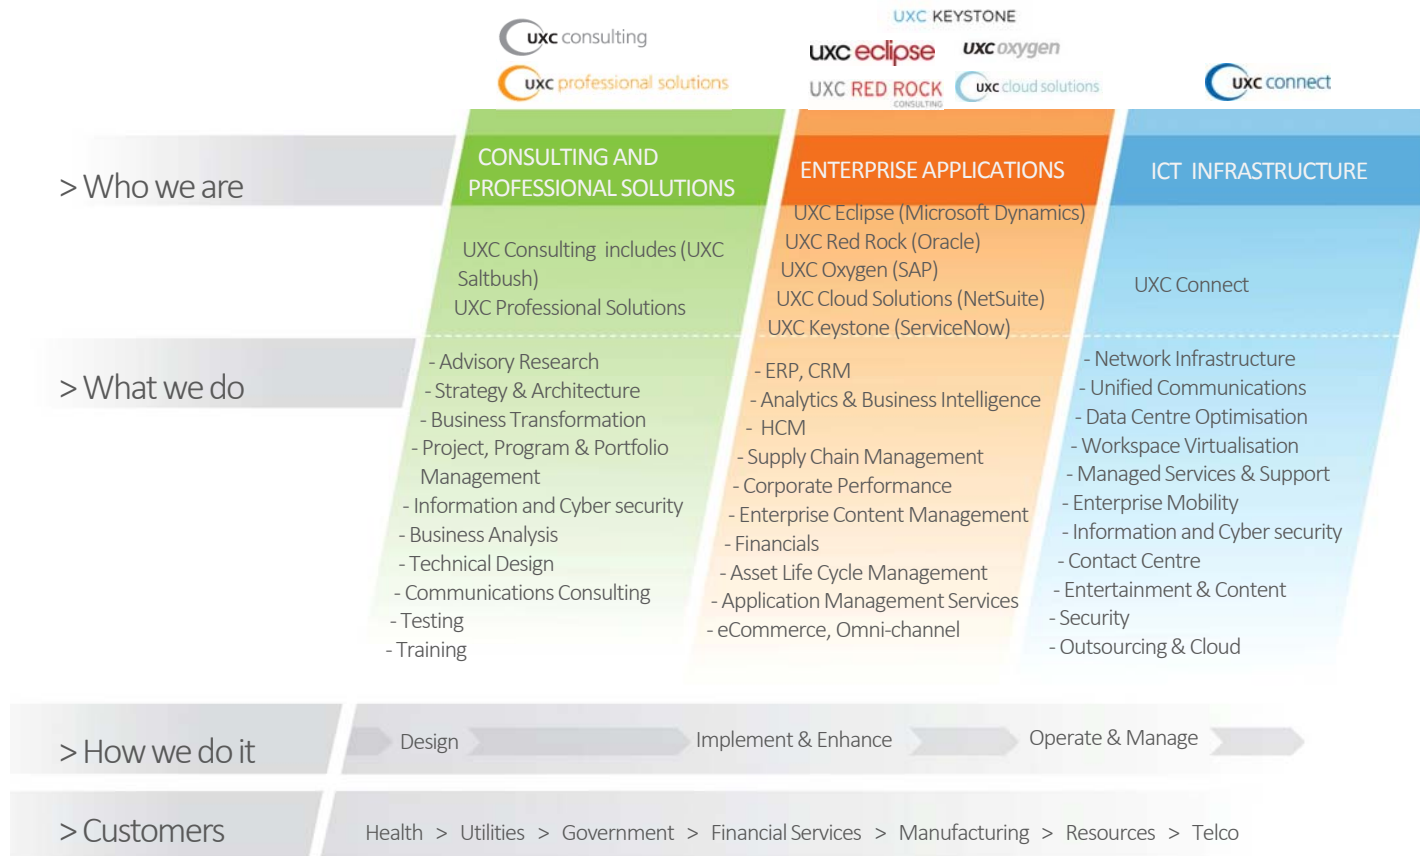 uxc consulting
uxc professional solutions
UXC KEYSTONE
uxc eclipse
uxc oxygen
UXC RED ROCK
CONSULTING
uxc cloud solutions
uxc connect
> Who we are
CONSULTING AND
PROFESSIONAL SOLUTIONS
UXC Consulting includes (UXC
Saltbush)
UXC Professional Solutions
ENTERPRISE APPLICATIONS
UXC Eclipse (Microsoft Dynamics)
UXC Red Rock (Oracle)
UXC Oxygen (SAP)
UXC Cloud Solutions (NetSuite)
UXC Keystone (ServiceNow)
ICT INFRASTRUCTURE
UXC Connect
> What we do
- Advisory Research
- Strategy & Architecture
- Business Transformation
- Project, Program & Portfolio
Management
- Information and Cyber security
- Business Analysis
- Technical Design
- Communications Consulting
- Testing
- Training
- ERP, CRM
- Analytics & Business Intelligence
- HCM
- Supply Chain Management
- Corporate Performance
- Enterprise Content Management
- Financials
- Asset Life Cycle Management
- Application Management Services
- eCommerce, Omni-channel
- Network Infrastructure
- Unified Communications
- Data Centre Optimisation
- Workspace Virtualisation
- Managed Services & Support
- Enterprise Mobility
- Information and Cyber security
- Contact Centre
- Entertainment & Content
- Security
- Outsourcing & Cloud
> How we do it
Design
Implement & Enhance
Operate & Manage
> Customers
Health > Utilities > Government > Financial Services > Manufacturing > Resources > Telco